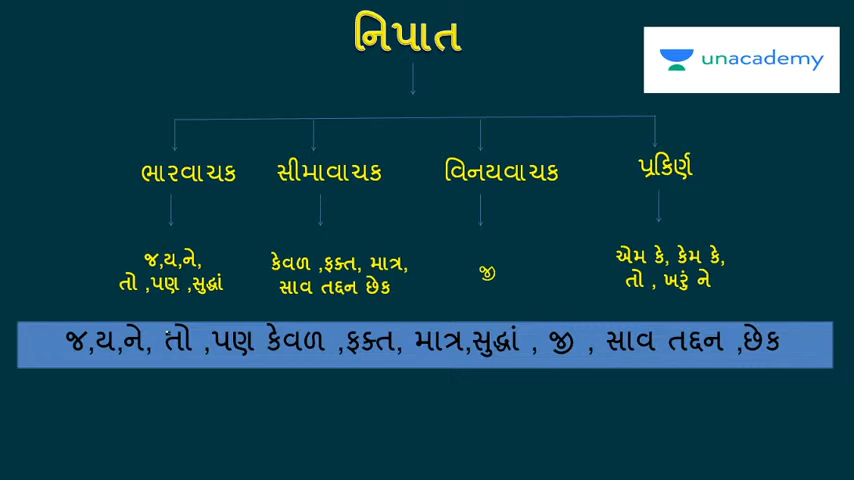 નિપાત
unacademy
ભારવાચક
સીમાવાચક
વિનયવાચક
પ્રકિર્ણ
જ,ય,ને,
તો ,પણ ,સુદ્ધાં
કેવળ ,ફક્ત, માત્ર,
સાવ તદ્દન છેક
જી
એમ કે, કેમ કે,
તો , ખરું ને
જ,ય,ને, તો ,પણ કેવળ ,ફક્ત, માત્ર,સુદ્ધાં , જી , સાવ તદ્દન ,છેક